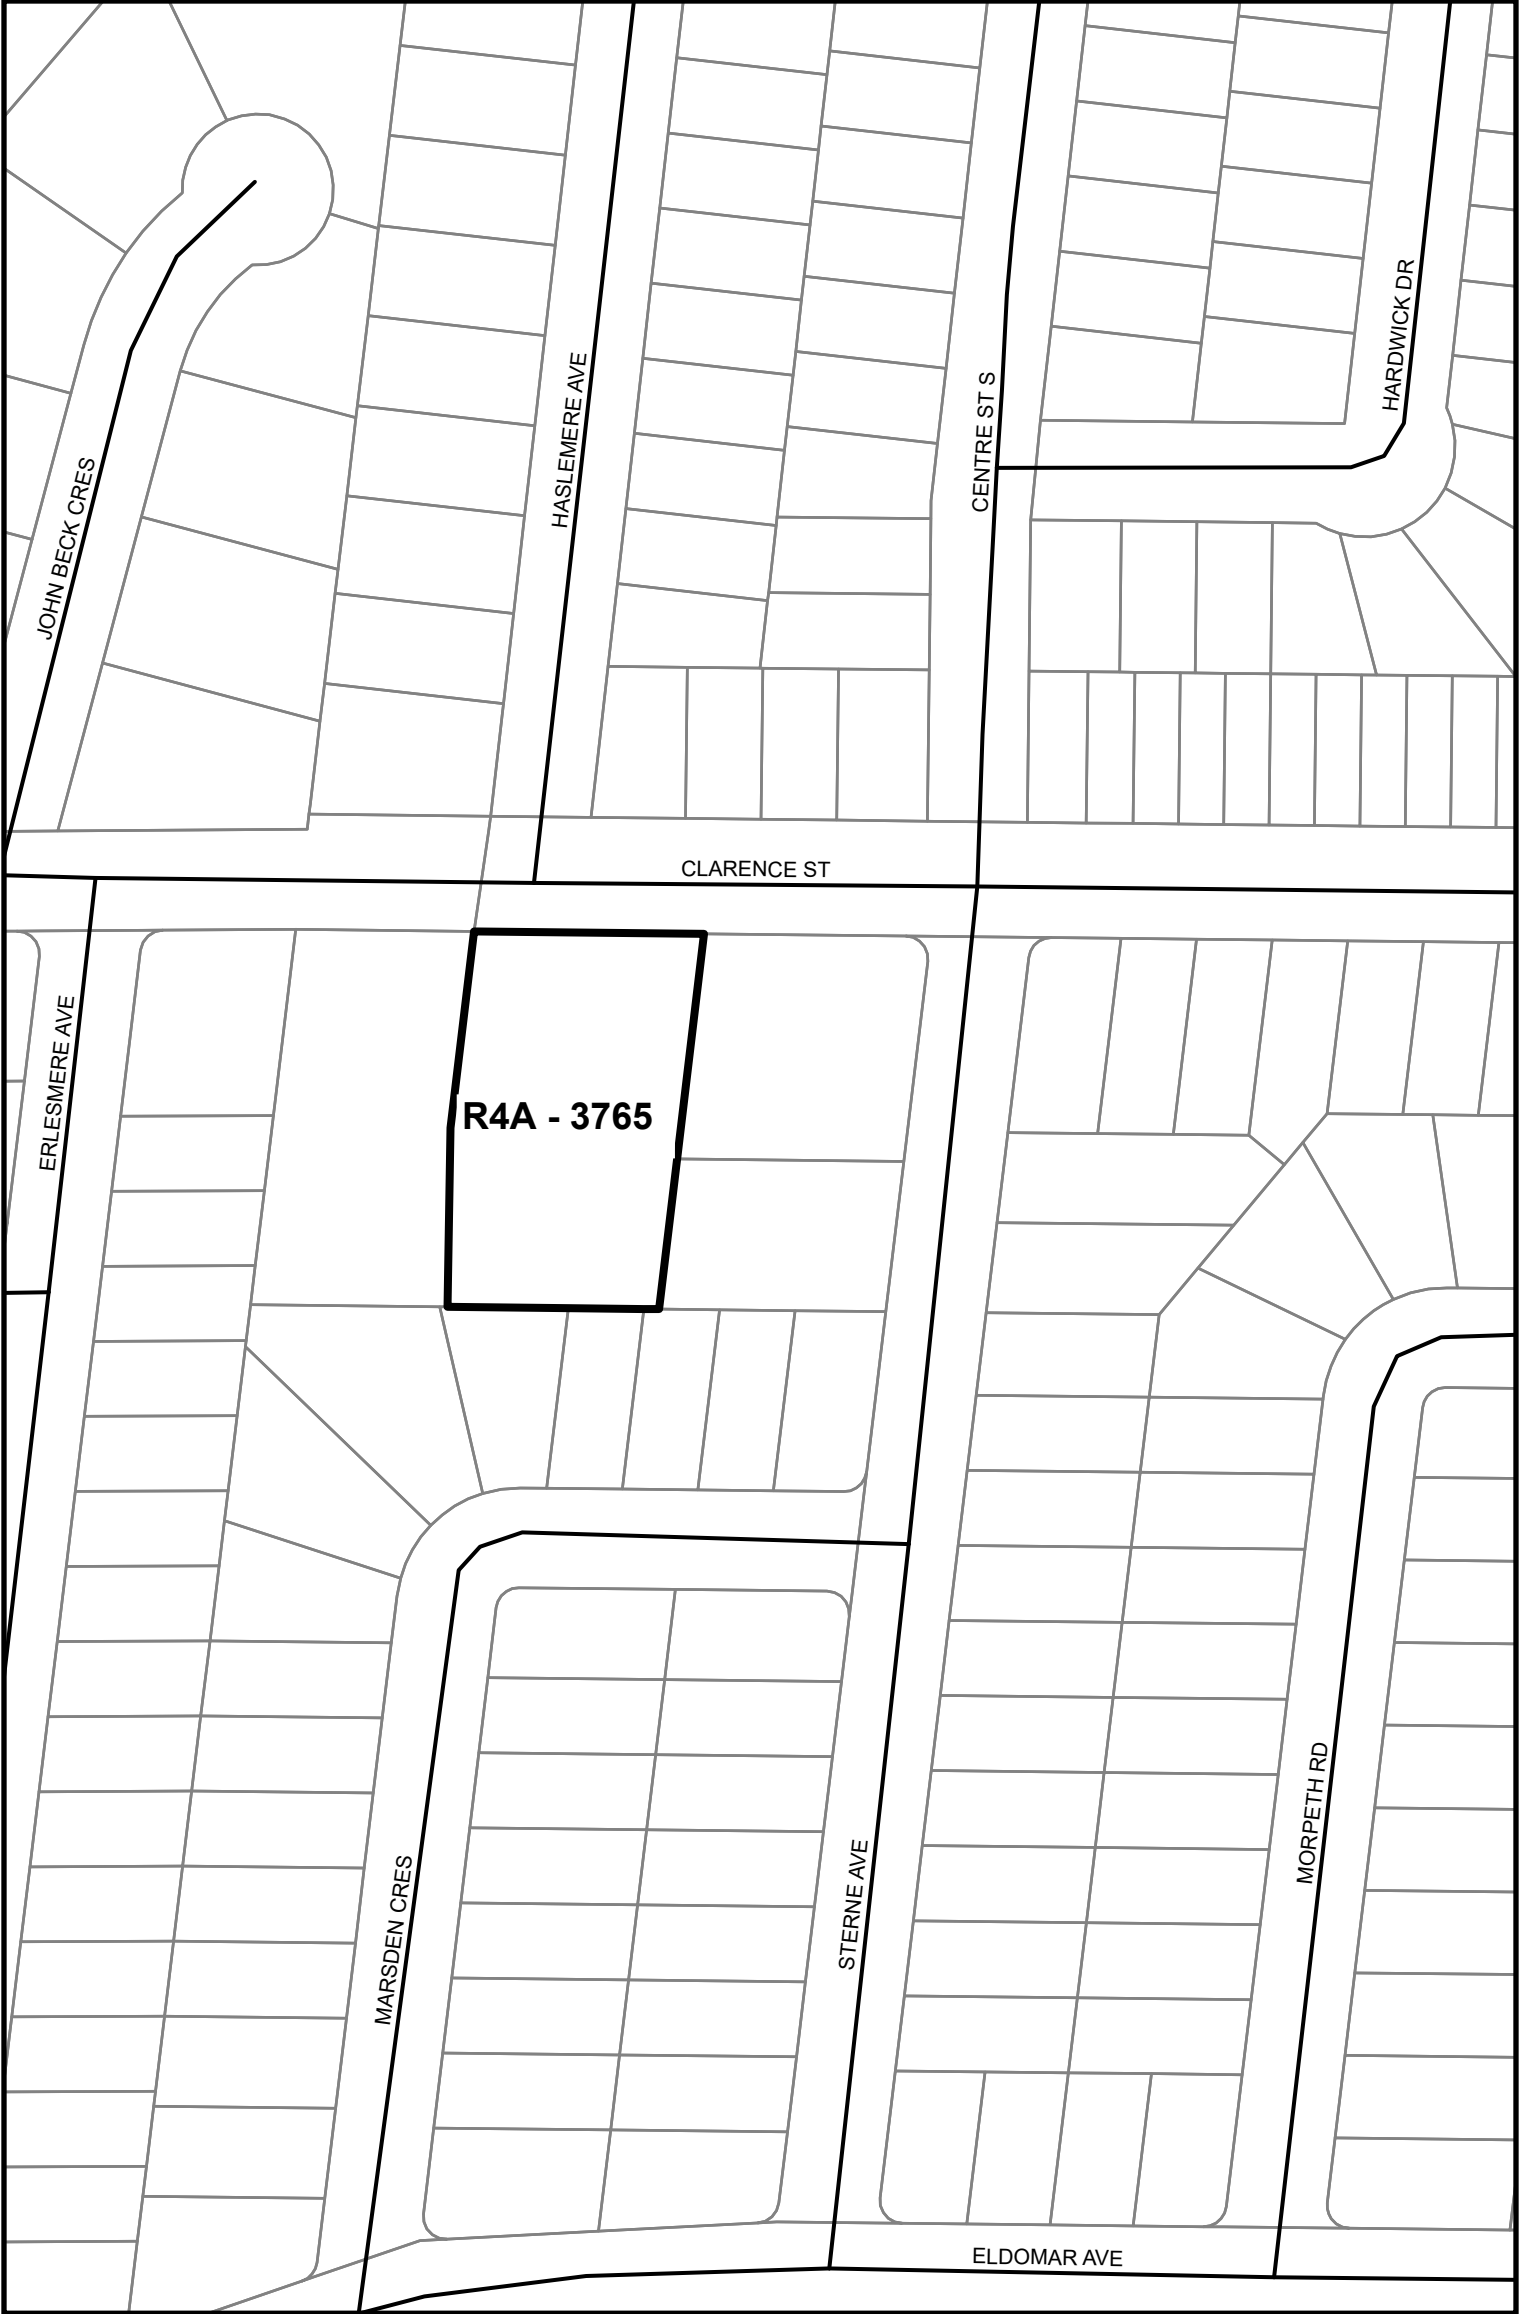 HARDWICK DR
HASLEMERE AVE
CENTRE ST S
JOHN BECK CRES
CLARENCE ST
ERLESMERE AVE
R4A - 3765
MORPETH RD
STERNE AVE
MARSDEN CRES
ELDOMAR AVE